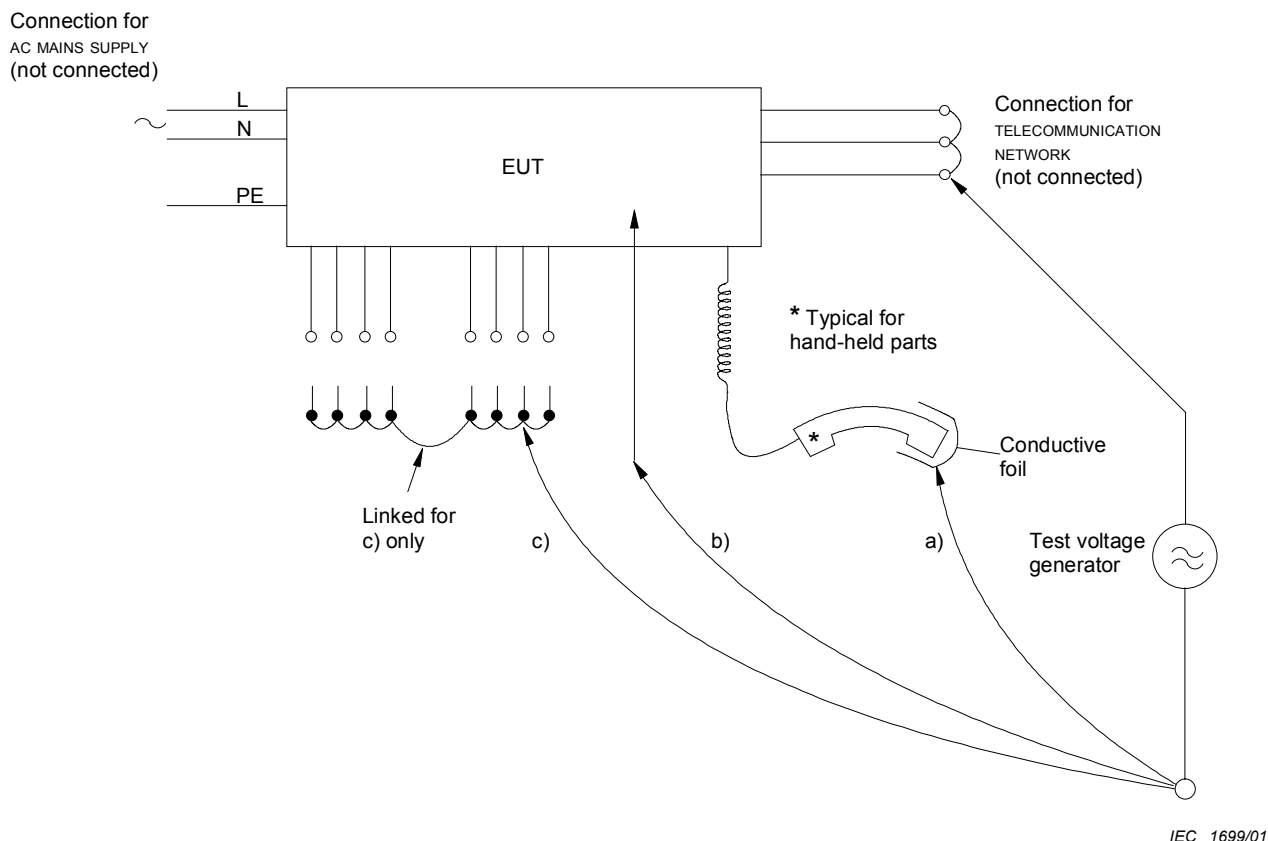 Connection for
AC MAINS SUPPLY
(not connected)
L
N
PE
EUT
Connection for
TELECOMMUNICATION
NETWORK
(not connected)
* Typical for
hand-held parts
*
Conductive
foil
Linked for
c) only
c)
b)
a)
Test voltage
generator
IEC 1699/01